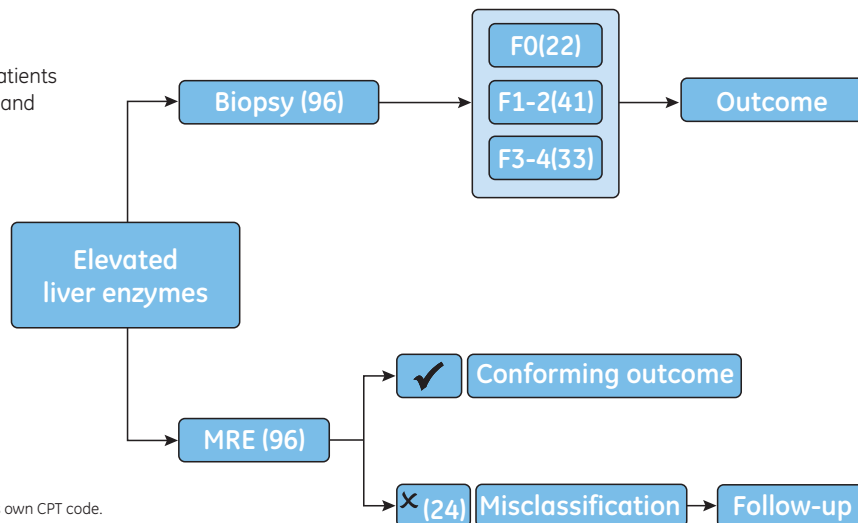 atients
and
Biopsy (96)
F0(22)
F1-2(41)
F3-4(33)
Outcome
Elevated
liver enzymes
MRE (96)
✓ Conforming outcome
✗ (24) Misclassification
Follow-up
own CPT code.